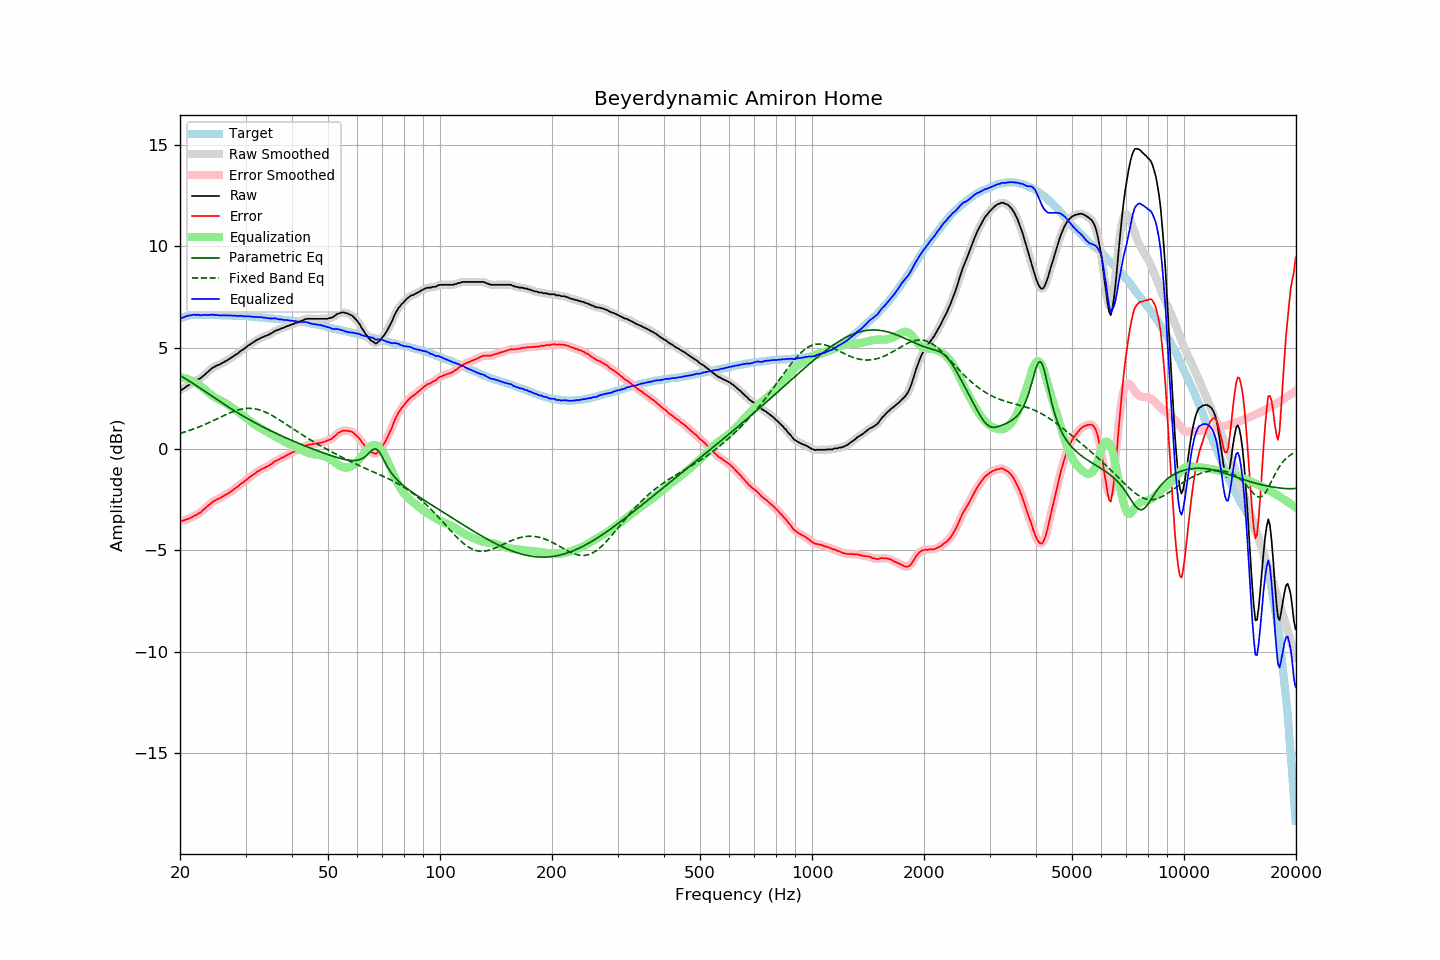 Beyerdynamic Amiron Home
Target
Raw Smoothed
Error Smoothed
Raw
Error
Equalization
Parametric Eq
Fixed Band Eq
Equalized
15
10
5
0
−5
−10
−15
Amplitude (dBr)
20
50
100
200
500
1000
2000
5000
10000
20000
Frequency (Hz)